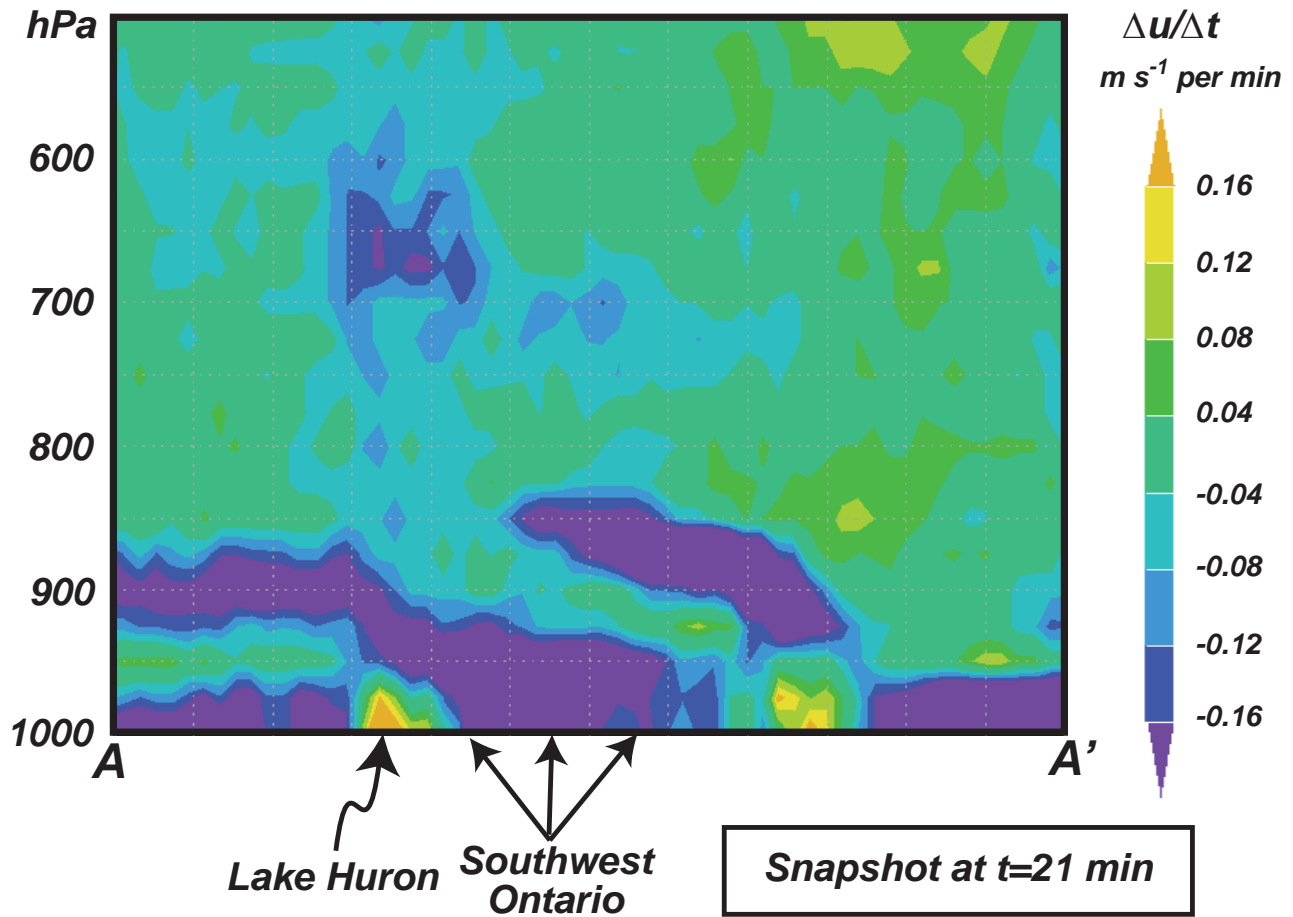 hPa
600
700
800
900
1000
A
A’
Δu/Δt
m s⁻¹ per min
0.16
0.12
0.08
0.04
-0.04
-0.08
-0.12
-0.16
Lake Huron
Southwest
Ontario
Snapshot at t=21 min